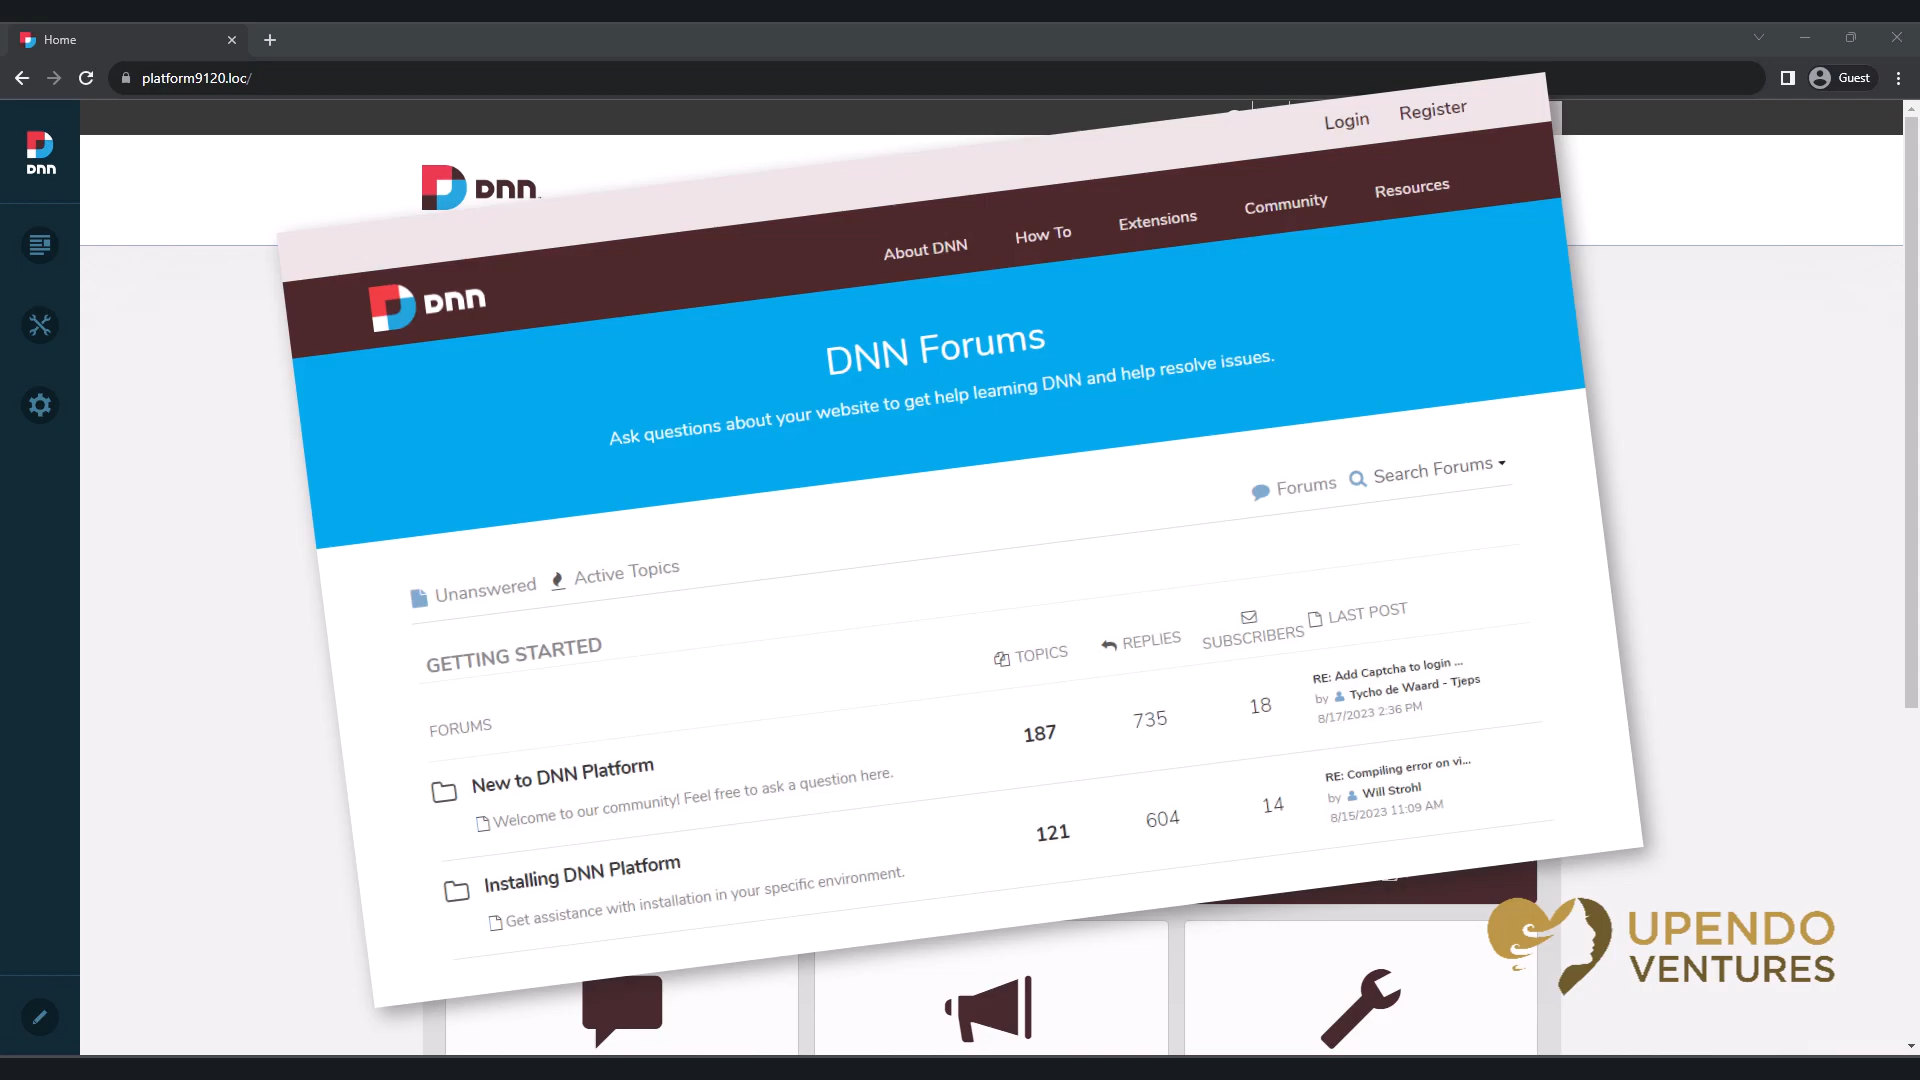 Home
platform9120.loc/
Guest
DNN
DNN
Login Register
DNN
About DNN How To Extensions Community Resources
DNN Forums
Ask questions about your website to get help learning DNN and help resolve issues.
Forums Search Forums
Unanswered Active Topics
GETTING STARTED
TOPICS REPLIES SUBSCRIBERS LAST POST
FORUMS
New to DNN Platform
Welcome to our community! Feel free to ask a question here.
187 735 18
RE: Add Captcha to login ...
by Tycho de Waard - Tjeps
8/17/2023 2:36 PM
Installing DNN Platform
Get assistance with installation in your specific environment.
121 604 14
RE: Compiling error on vi...
by Will Strohl
8/15/2023 11:09 AM
UPENDO
VENTURES